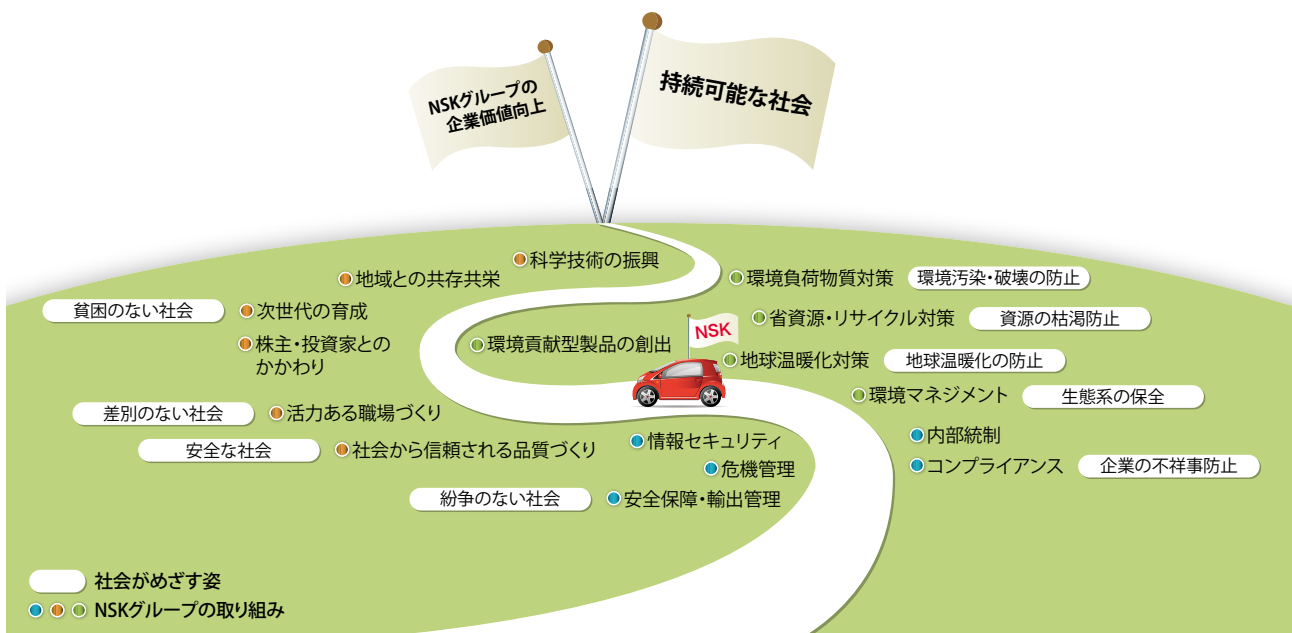 NSKグループの
企業価値向上
持続可能な社会
科学技術の振興
地域との共存共栄
環境負荷物質対策
環境汚染・破壊の防止
貧困のない社会
次世代の育成
省資源・リサイクル対策
資源の枯渇防止
NSK
株主・投資家との
かかわり
環境貢献型製品の創出
地球温暖化対策
地球温暖化の防止
環境マネジメント
生態系の保全
差別のない社会
活力ある職場づくり
内部統制
安全な社会
社会から信頼される品質づくり
情報セキュリティ
危機管理
コンプライアンス
企業の不祥事防止
紛争のない社会
安全保障・輸出管理
社会がめざす姿
NSKグループの取り組み